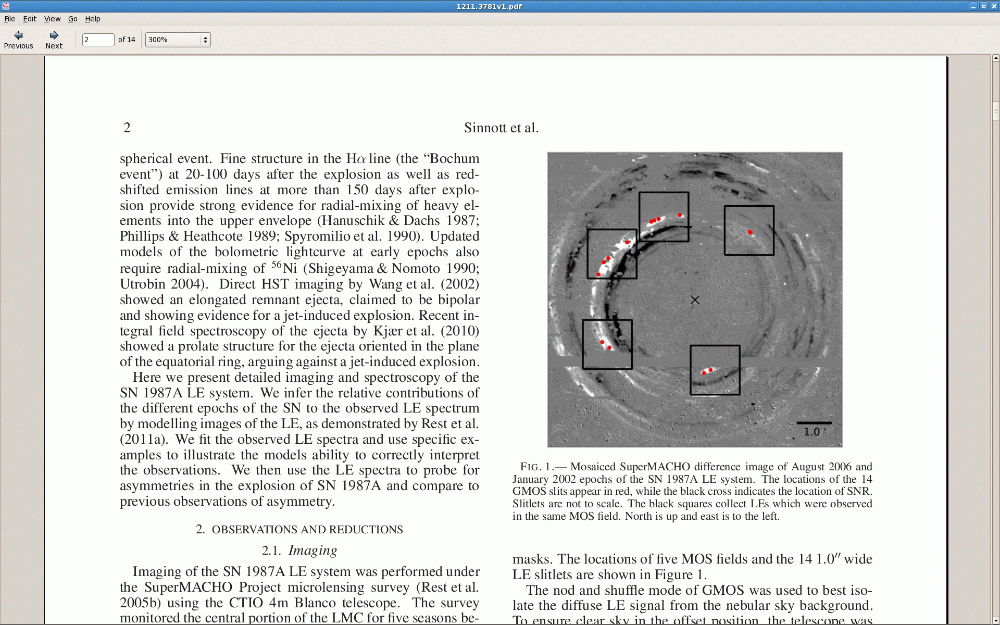 1211.3781v1.pdf
File Edit View Go Help
Previous Next 2 of 14 300%
2 Sinnott et al.
spherical event. Fine structure in the Hα line (the “Bochum
event”) at 20-100 days after the explosion as well as red-
shifted emission lines at more than 150 days after explo-
sion provide strong evidence for radial-mixing of heavy el-
ements into the upper envelope (Hanuschik & Dachs 1987;
Phillips & Heathcote 1989; Spyromilio et al. 1990). Updated
models of the bolometric lightcurve at early epochs also
require radial-mixing of ⁵⁶Ni (Shigeyama & Nomoto 1990;
Utrobin 2004). Direct HST imaging by Wang et al. (2002)
showed an elongated remnant ejecta, claimed to be bipolar
and showing evidence for a jet-induced explosion. Recent in-
tegral field spectroscopy of the ejecta by Kjær et al. (2010)
showed a prolate structure for the ejecta oriented in the plane
of the equatorial ring, arguing against a jet-induced explosion.
Here we present detailed imaging and spectroscopy of the
SN 1987A LE system. We infer the relative contributions of
the different epochs of the SN to the observed LE spectrum
by modelling images of the LE, as demonstrated by Rest et al.
(2011a). We fit the observed LE spectra and use specific ex-
amples to illustrate the models ability to correctly interpret
the observations. We then use the LE spectra to probe for
asymmetries in the explosion of SN 1987A and compare to
previous observations of asymmetry.
2. OBSERVATIONS AND REDUCTIONS
2.1. Imaging
Imaging of the SN 1987A LE system was performed under
the SuperMACHO Project microlensing survey (Rest et al.
2005b) using the CTIO 4m Blanco telescope. The survey
monitored the central portion of the LMC for five seasons be-
1.0 '
FIG. 1.— Mosaiced SuperMACHO difference image of August 2006 and
January 2002 epochs of the SN 1987A LE system. The locations of the 14
GMOS slits appear in red, while the black cross indicates the location of SNR.
Slitlets are not to scale. The black squares collect LEs which were observed
in the same MOS field. North is up and east is to the left.
masks. The locations of five MOS fields and the 14 1.0″ wide
LE slitlets are shown in Figure 1.
The nod and shuffle mode of GMOS was used to best iso-
late the diffuse LE signal from the nebular sky background.
To ensure clear sky in the offset position, the telescope was